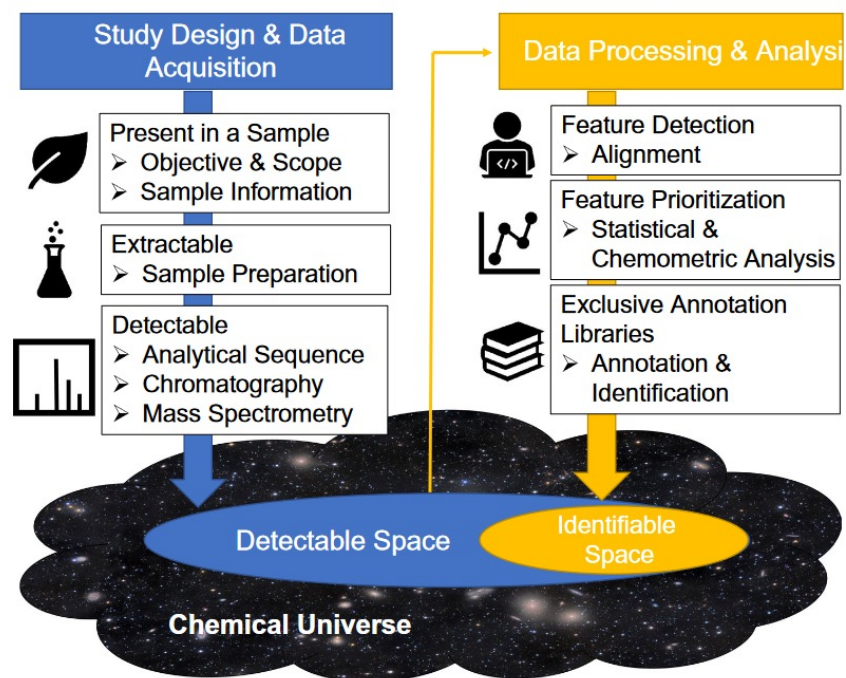 Study Design & Data
Acquisition
Present in a Sample
➢ Objective & Scope
➢ Sample Information
Extractable
➢ Sample Preparation
Detectable
➢ Analytical Sequence
➢ Chromatography
➢ Mass Spectrometry
Data Processing & Analysi
</>
Feature Detection
➢ Alignment
Feature Prioritization
➢ Statistical &
Chemometric Analysis
Exclusive Annotation
Libraries
➢ Annotation &
Identification
Detectable Space
Identifiable
Space
Chemical Universe